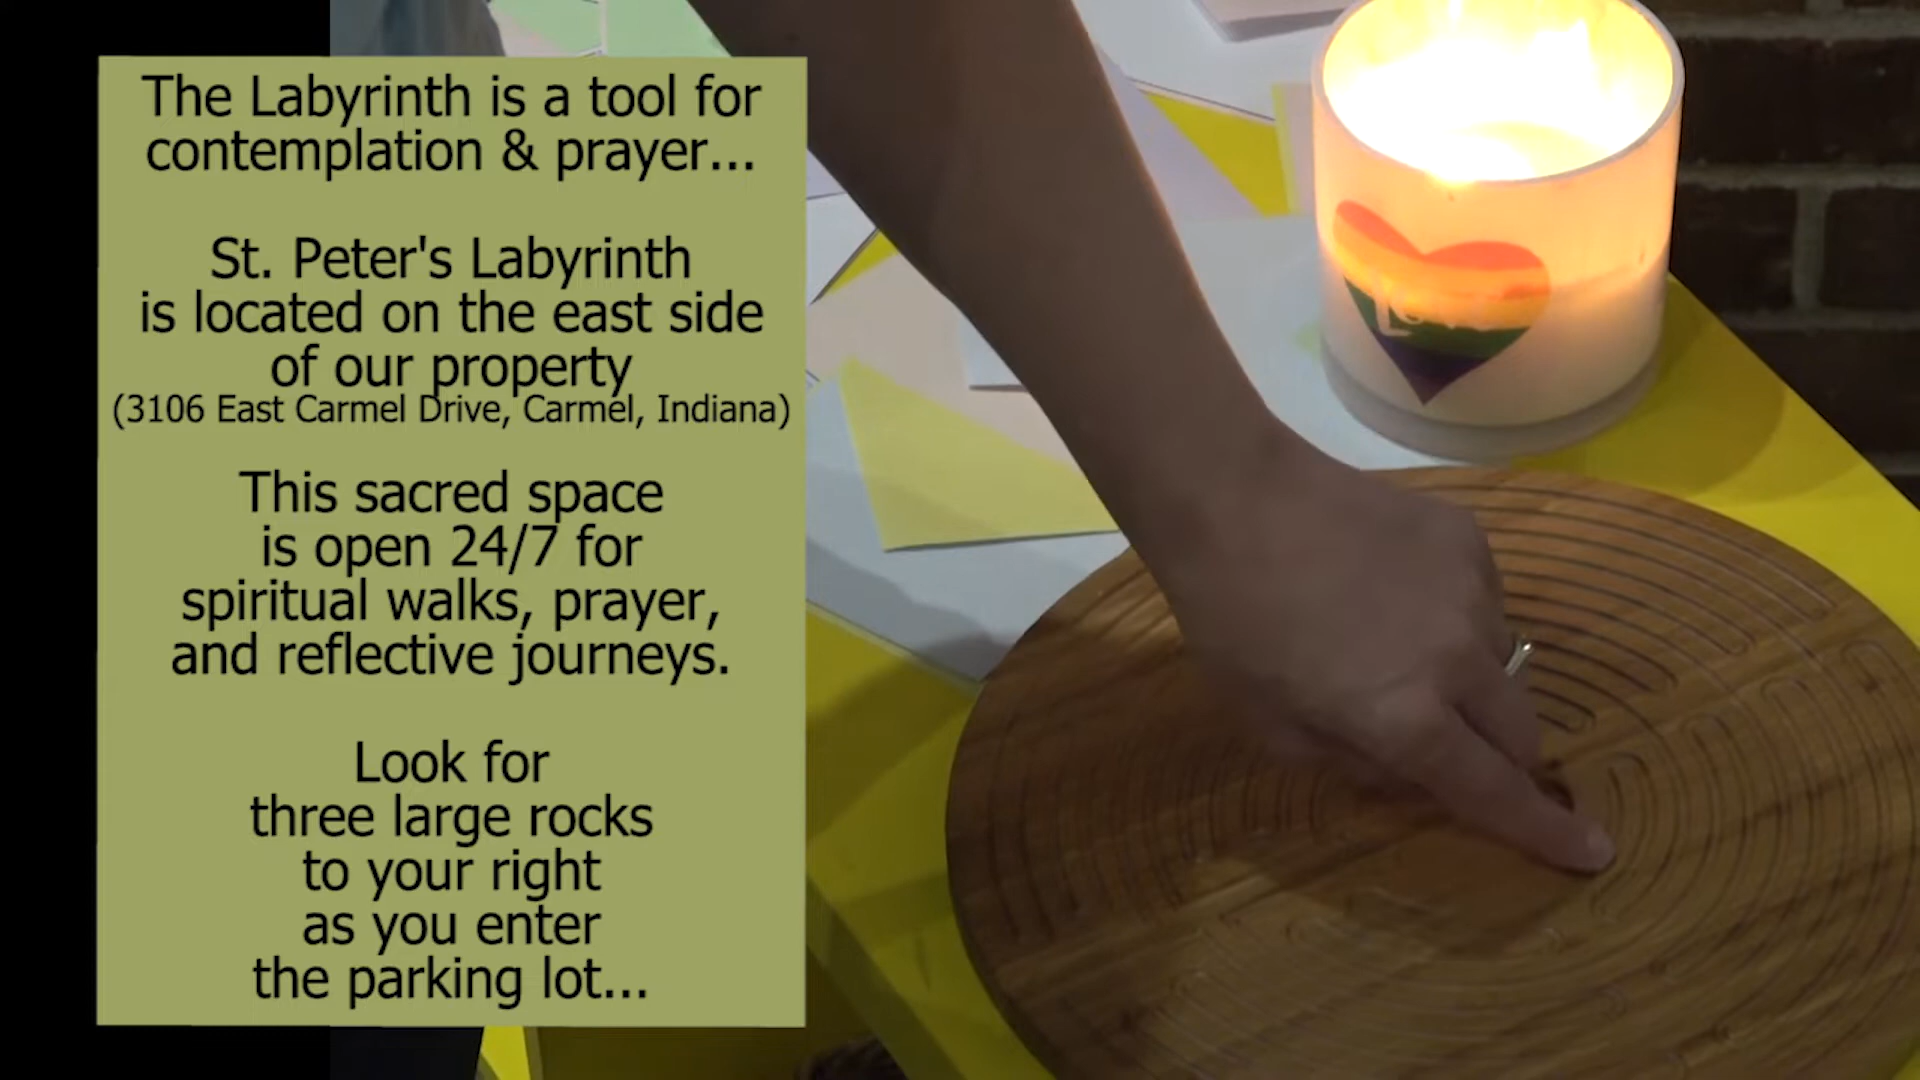 The Labyrinth is a tool for
contemplation & prayer...
St. Peter's Labyrinth
is located on the east side
of our property
(3106 East Carmel Drive, Carmel, Indiana)
This sacred space
is open 24/7 for
spiritual walks, prayer,
and reflective journeys.
Look for
three large rocks
to your right
as you enter
the parking lot...